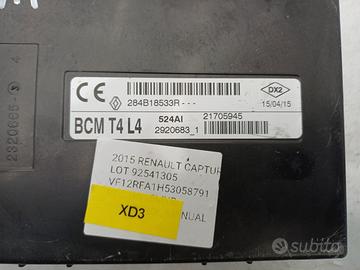 284B18533R---
DX2
15/04/15
BCM T4 L4
524AI
21705945
2920683_1
2320665-
4
2015 RENAULT CAPTUR
LOT 92541305
VF12RFA1H53058791
XD3
NUAL
subito